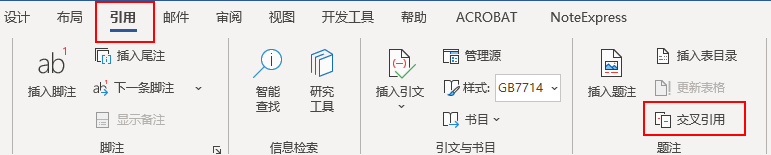 设计 布局 引用 邮件 审阅 视图 开发工具 帮助 ACROBAT NoteExpress
ab¹ 插入脚注
插入尾注
下一条脚注
显示备注
脚注
智能
查找
研究
工具
信息检索
插入引文
管理源
样式: GB7714
书目
引文与书目
插入题注
插入表目录
更新表格
交叉引用
题注